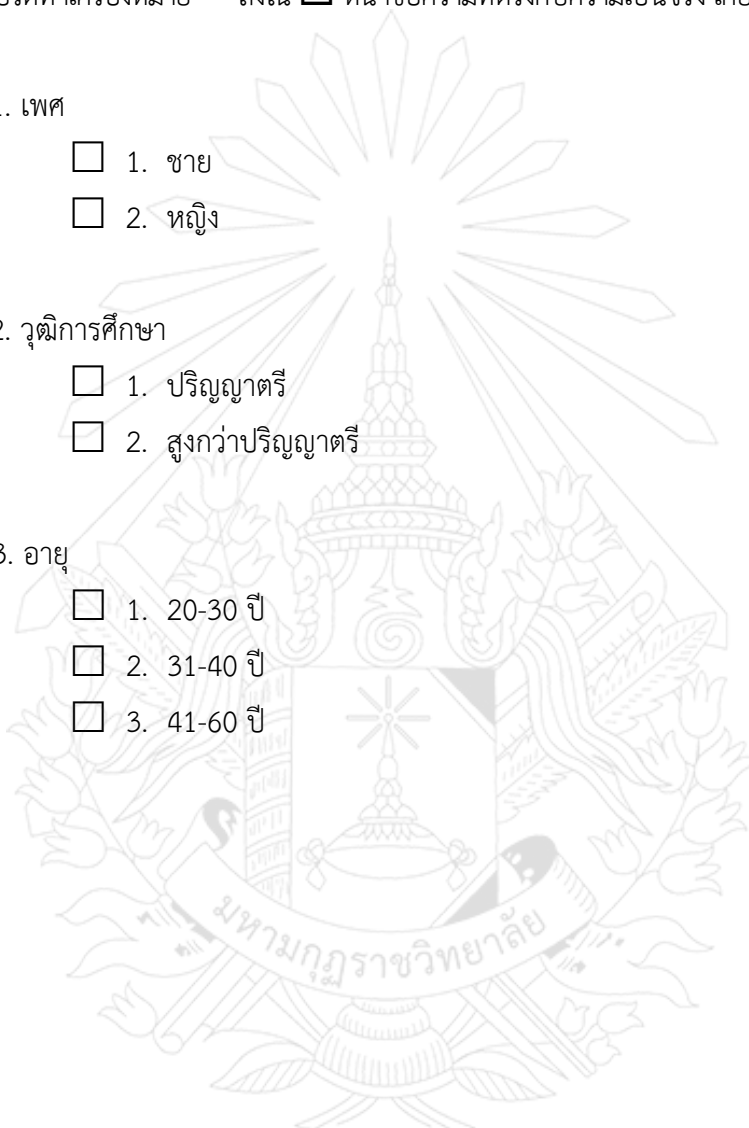 . เพศ
☐ 1. ชาย
☐ 2. หญิง
2. วุฒิการศึกษา
☐ 1. ปริญญาตรี
☐ 2. สูงกว่าปริญญาตรี
3. อายุ
☐ 1. 20-30 ปี
☐ 2. 31-40 ปี
☐ 3. 41-60 ปี
มหามกุฏราชวิทยาลัย